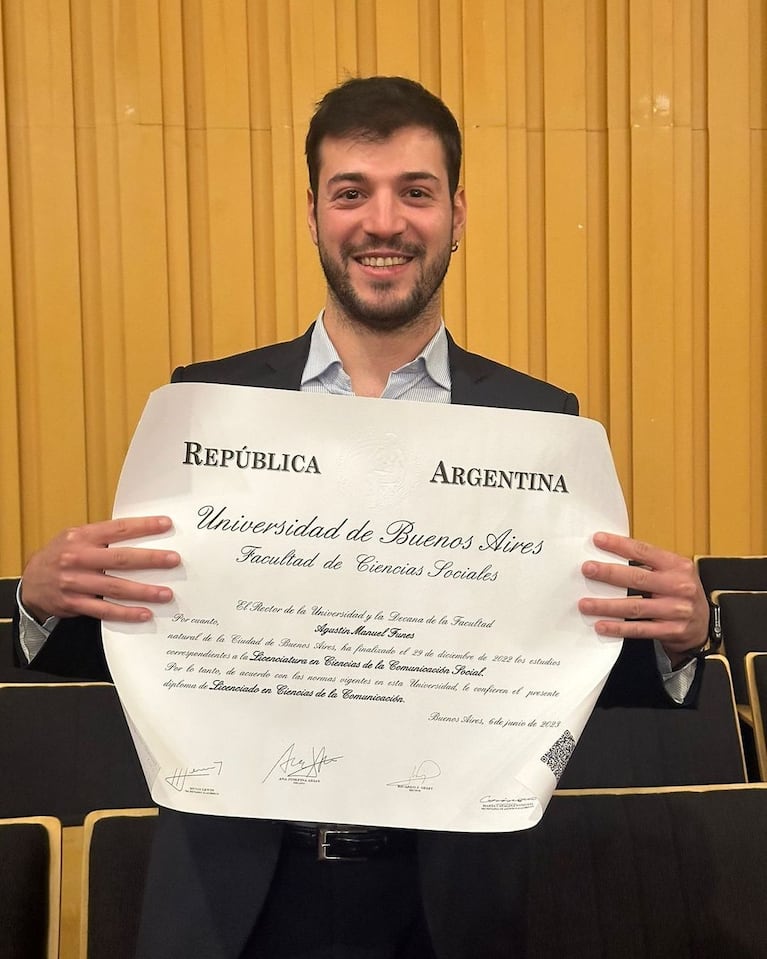 REPÚBLICA ARGENTINA
Universidad de Buenos Aires
Facultad de Ciencias Sociales
El Rector de la Universidad y la Decana de la Facultad
Por cuanto, Agustin Manuel Funes
natural de la Ciudad de Buenos Aires, ha finalizado el 29 de diciembre de 2022 los estudios
correspondientes a la Licenciatura en Ciencias de la Comunicación Social.
Por lo tanto, de acuerdo con las normas vigentes en esta Universidad, le confieren el presente
diploma de Licenciado en Ciencias de la Comunicación.
Buenos Aires, 6 de junio de 2023